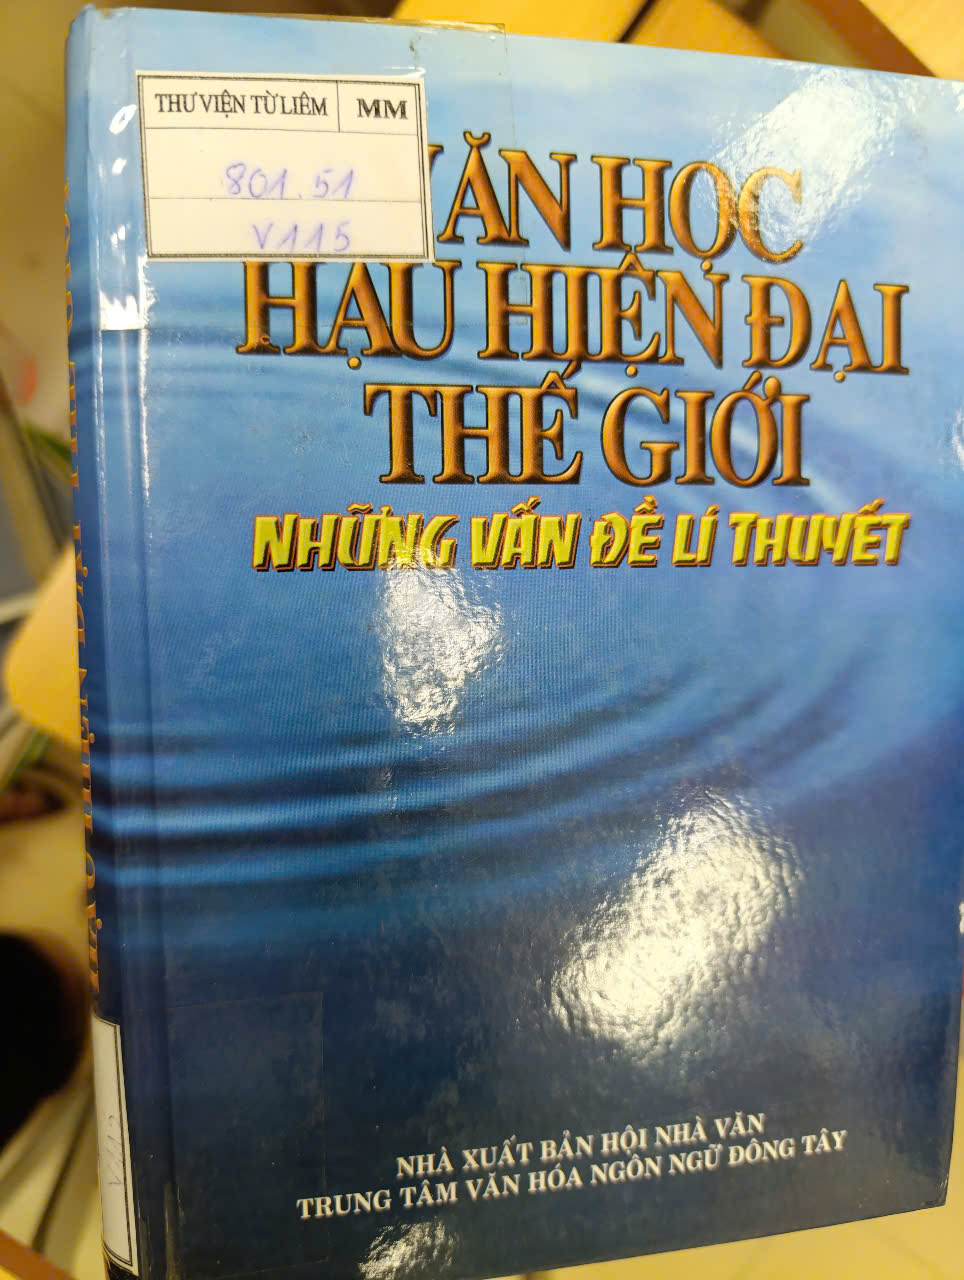 THƯ VIỆN TỪ LIÊM MM
801.51
V115
VĂN HỌC
HẬU HIỆN ĐẠI
THẾ GIỚI
NHỮNG VẤN ĐỀ LÍ THUYẾT
NHÀ XUẤT BẢN HỘI NHÀ VĂN
TRUNG TÂM VĂN HÓA NGÔN NGỮ ĐÔNG TÂY